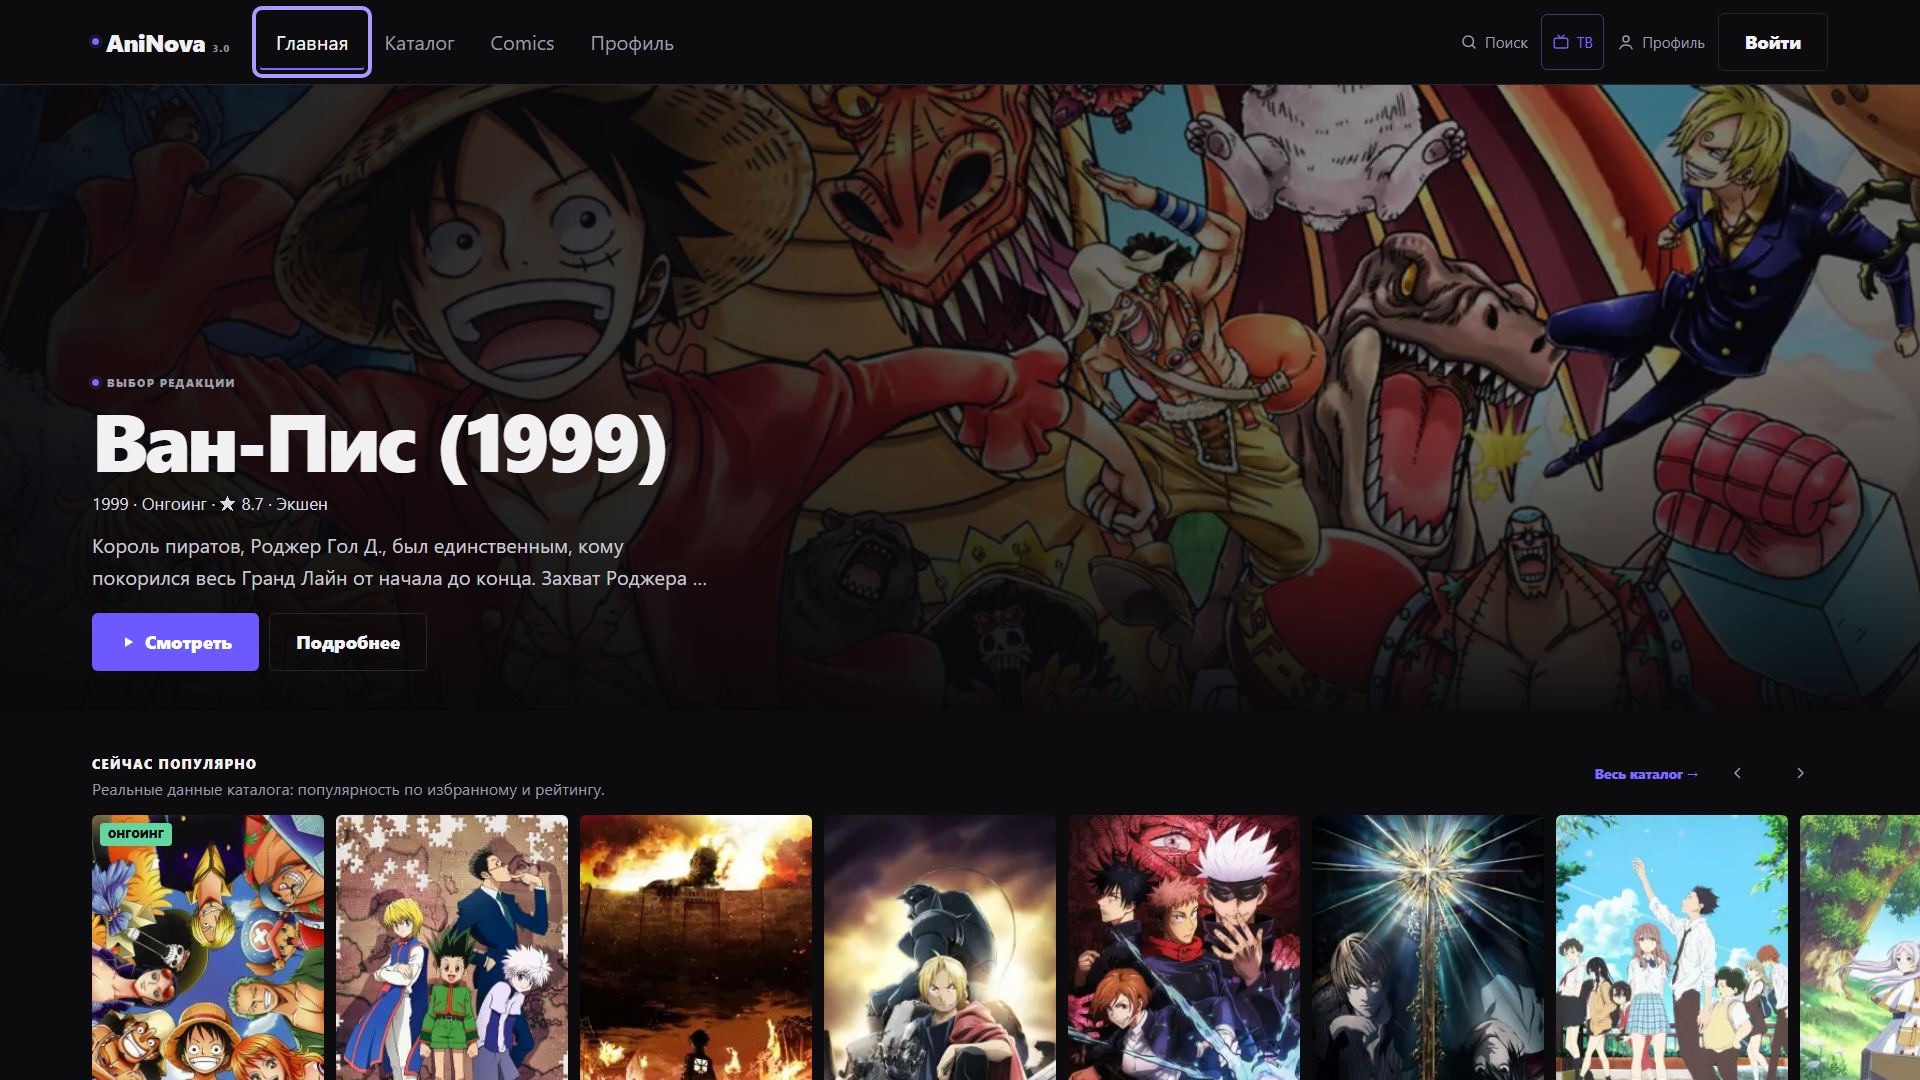 AniNova 3.0
Главная
Каталог
Comics
Профиль
Поиск
ТВ
Профиль
Войти
ВЫБОР РЕДАКЦИИ
Ван-Пис (1999)
1999 · Онгоинг · ★ 8.7 · Экшен
Король пиратов, Роджер Гол Д., был единственным, кому
покорился весь Гранд Лайн от начала до конца. Захват Роджера ...
Смотреть
Подробнее
СЕЙЧАС ПОПУЛЯРНО
Весь каталог →
Реальные данные каталога: популярность по избранному и рейтингу.
ОНГОИНГ